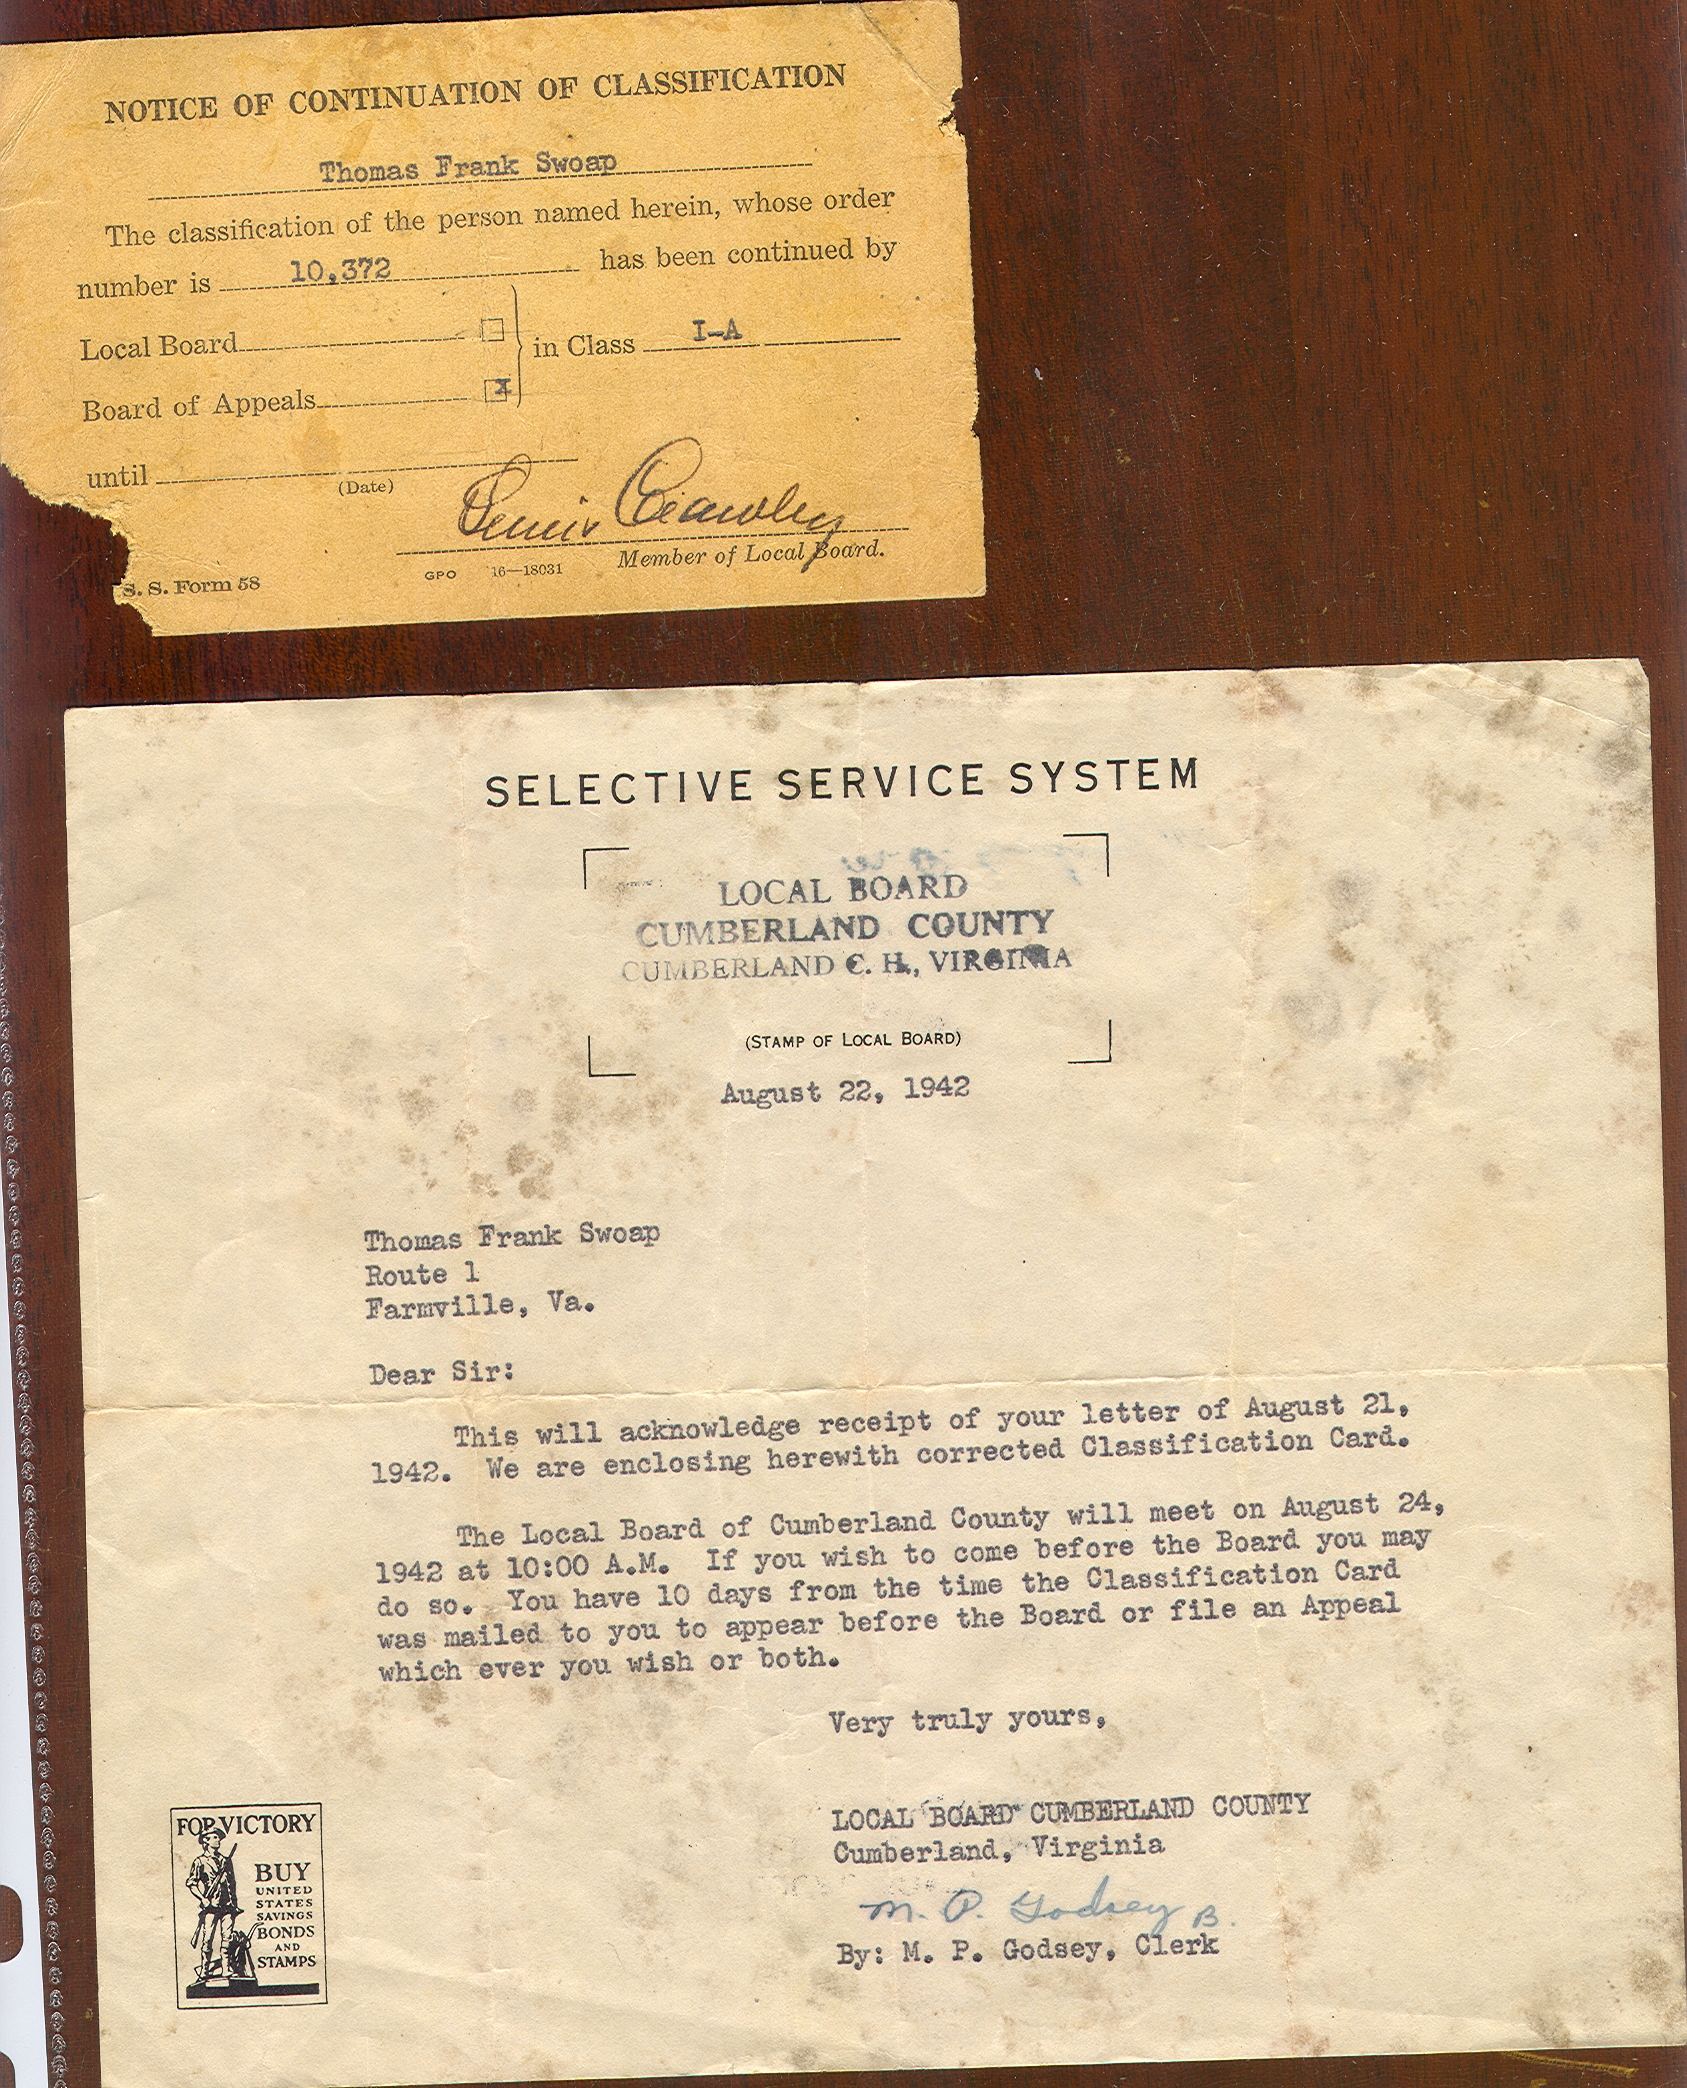 NOTICE OF CONTINUATION OF CLASSIFICATION
Thomas Frank Swoap
The classification of the person named herein, whose order
number is 10,372 has been continued by
Local Board
in Class I-A
Board of Appeals X
until
(Date)
Crawley
Member of Local Board.
S. S. Form 58 GPO 16—18031
SELECTIVE SERVICE SYSTEM
LOCAL BOARD
CUMBERLAND COUNTY
CUMBERLAND C. H., VIRGINIA
(STAMP OF LOCAL BOARD)
August 22, 1942
Thomas Frank Swoap
Route 1
Farmville, Va.
Dear Sir:
This will acknowledge receipt of your letter of August 21,
1942. We are enclosing herewith corrected Classification Card.
The Local Board of Cumberland County will meet on August 24,
1942 at 10:00 A.M. If you wish to come before the Board you may
do so. You have 10 days from the time the Classification Card
was mailed to you to appear before the Board or file an Appeal
which ever you wish or both.
Very truly yours,
LOCAL BOARD CUMBERLAND COUNTY
Cumberland, Virginia
M. P. Godsey B.
By: M. P. Godsey, Clerk
FOR VICTORY
BUY
UNITED
STATES
SAVINGS
BONDS
AND
STAMPS